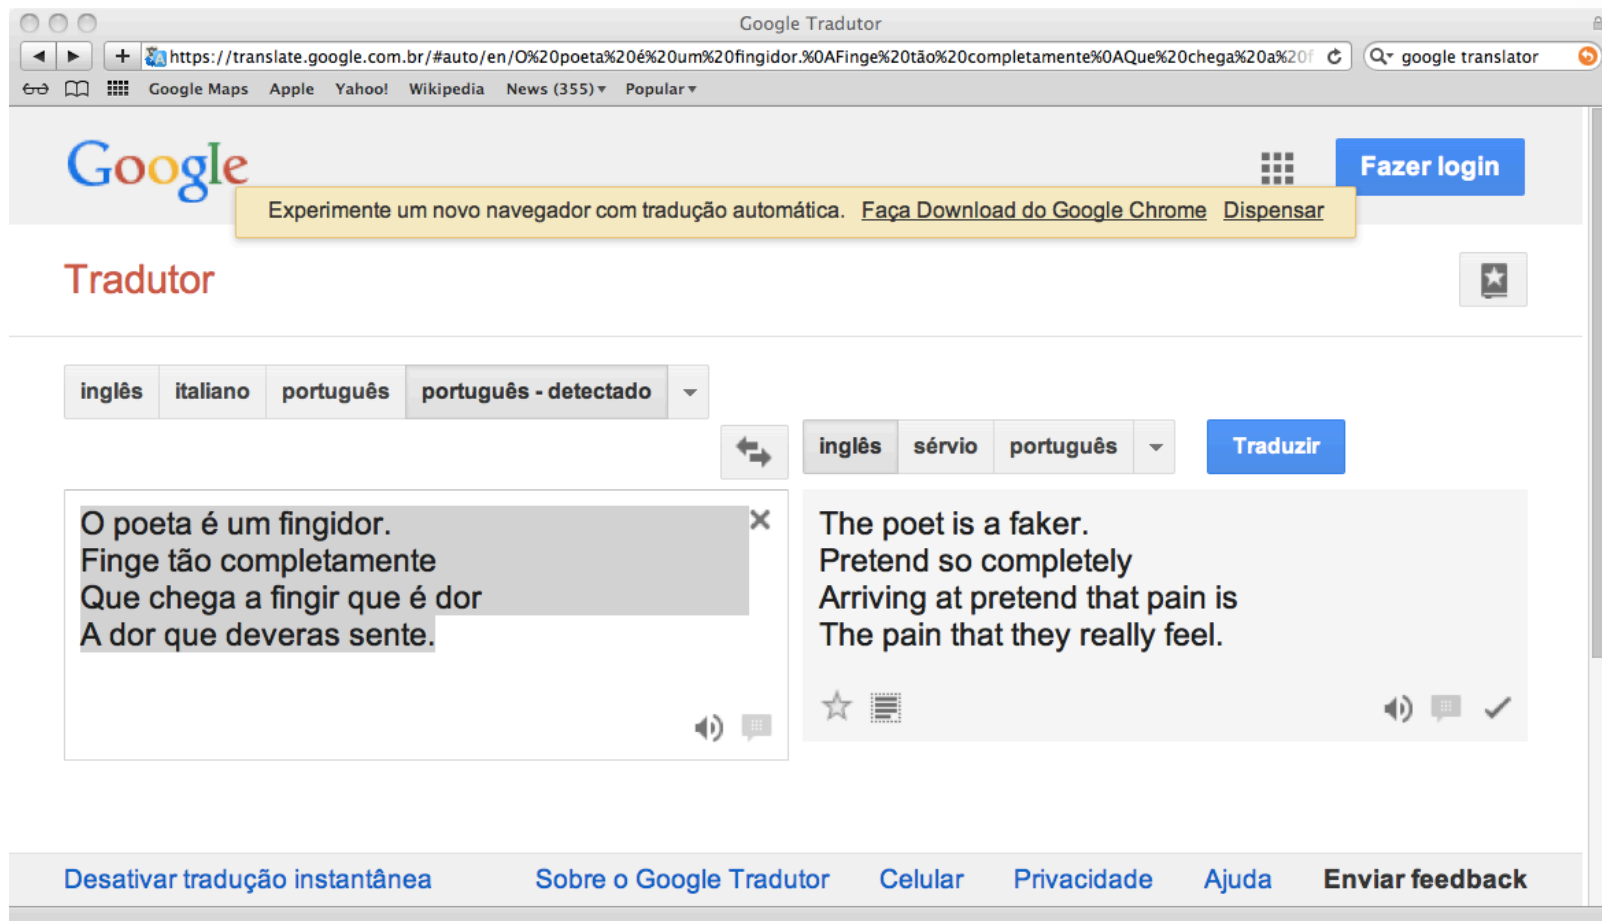 Google Tradutor
https://translate.google.com.br/#auto/en/O%20poeta%20é%20um%20fingidor.%0AFinge%20tão%20completamente%0AQue%20chega%20a%20f
google translator
Google Maps Apple Yahoo! Wikipedia News (355) Popular
Google
Fazer login
Experimente um novo navegador com tradução automática. Faça Download do Google Chrome Dispensar
Tradutor
inglês italiano português português - detectado
inglês sérvio português Traduzir
O poeta é um fingidor.
Finge tão completamente
Que chega a fingir que é dor
A dor que deveras sente.
The poet is a faker.
Pretend so completely
Arriving at pretend that pain is
The pain that they really feel.
Desativar tradução instantânea Sobre o Google Tradutor Celular Privacidade Ajuda Enviar feedback